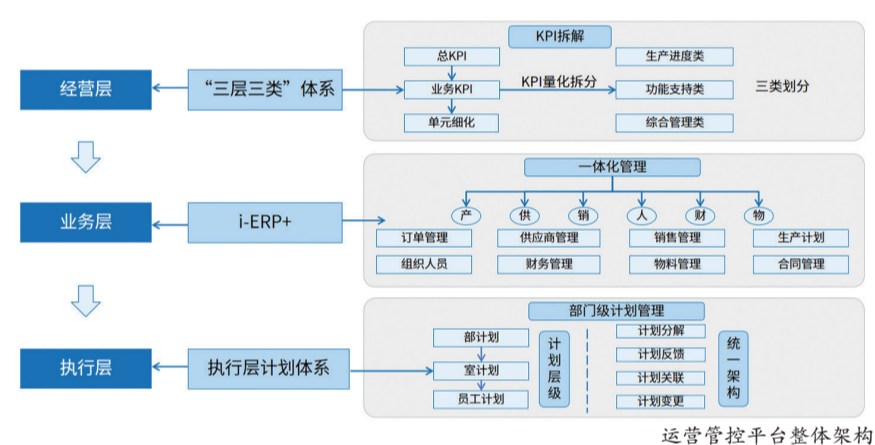 KPI拆解
经营层
“三层三类”体系
总KPI
业务KPI
单元细化
KPI量化拆分
生产进度类
功能支持类
综合管理类
三类划分
一体化管理
业务层
i-ERP+
产 供 销 人 财 物
订单管理 供应商管理 销售管理 生产计划
组织人员 财务管理 物料管理 合同管理
部门级计划管理
执行层
执行层计划体系
部计划
室计划
员工计划
计划层级
计划分解
计划反馈
计划关联
计划变更
统一架构
运营管控平台整体架构